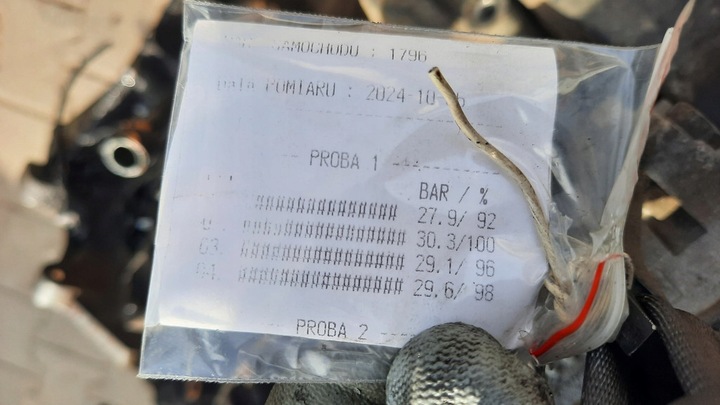 SAMOCHODU : 1796
DATA POMIARU : 2024-10-
--- PROBA 1 ---
BAR / %
############## 27.9/ 92
################ 30.3/100
03. ############### 29.1/ 96
04. ############### 29.6/ 98
--- PROBA 2 ----